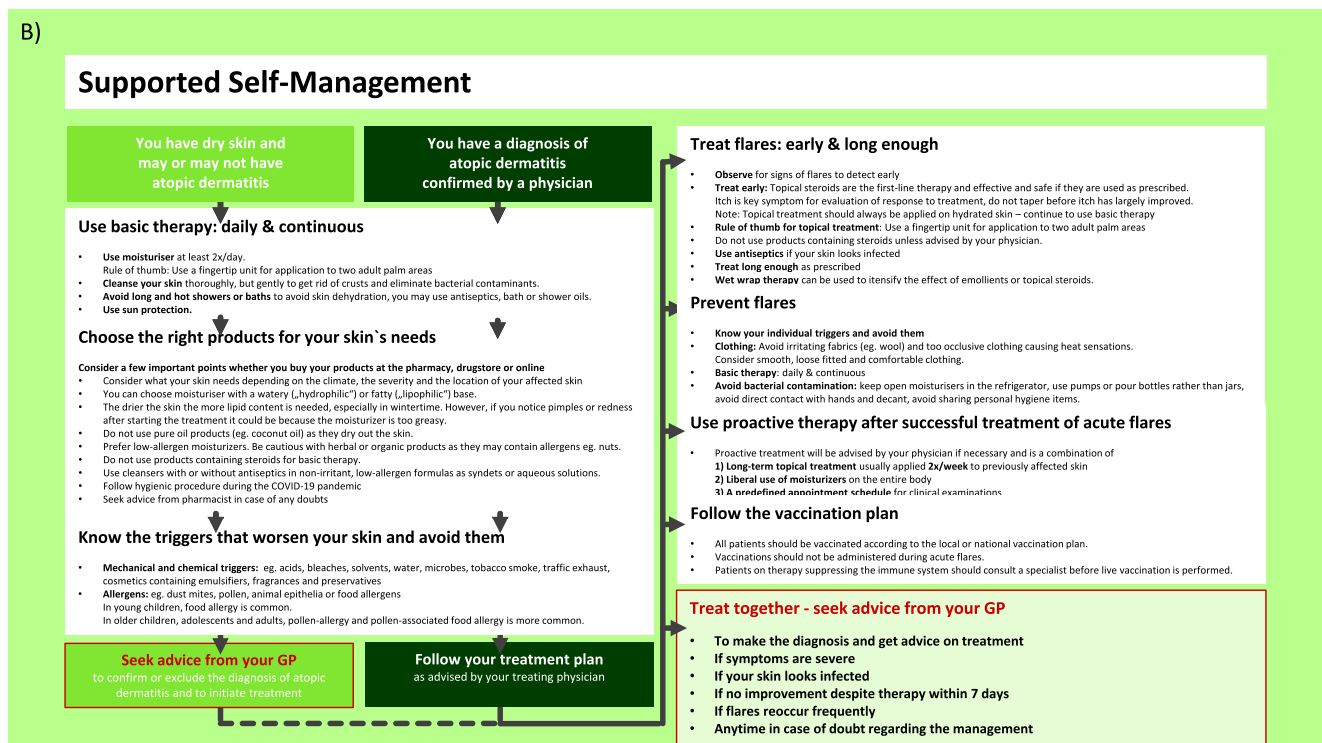 B)
Supported Self-Management
You have dry skin and
may or may not have
atopic dermatitis
You have a diagnosis of
atopic dermatitis
confirmed by a physician
Use basic therapy: daily & continuous
• Use moisturiser at least 2x/day.
Rule of thumb: Use a fingertip unit for application to two adult palm areas
• Cleanse your skin thoroughly, but gently to get rid of crusts and eliminate bacterial contaminants.
• Avoid long and hot showers or baths to avoid skin dehydration, you may use antiseptics, bath or shower oils.
• Use sun protection.
Choose the right products for your skin`s needs
Consider a few important points whether you buy your products at the pharmacy, drugstore or online
• Consider what your skin needs depending on the climate, the severity and the location of your affected skin
• You can choose moisturiser with a watery („hydrophilic“) or fatty („lipophilic“) base.
• The drier the skin the more lipid content is needed, especially in wintertime. However, if you notice pimples or redness
after starting the treatment it could be because the moisturizer is too greasy.
• Do not use pure oil products (eg. coconut oil) as they dry out the skin.
• Prefer low-allergen moisturizers. Be cautious with herbal or organic products as they may contain allergens eg. nuts.
• Do not use products containing steroids for basic therapy.
• Use cleansers with or without antiseptics in non-irritant, low-allergen formulas as syndets or aqueous solutions.
• Follow hygienic procedure during the COVID-19 pandemic
• Seek advice from pharmacist in case of any doubts
Know the triggers that worsen your skin and avoid them
• Mechanical and chemical triggers: eg. acids, bleaches, solvents, water, microbes, tobacco smoke, traffic exhaust,
cosmetics containing emulsifiers, fragrances and preservatives
• Allergens: eg. dust mites, pollen, animal epithelia or food allergens
In young children, food allergy is common.
In older children, adolescents and adults, pollen-allergy and pollen-associated food allergy is more common.
Seek advice from your GP
to confirm or exclude the diagnosis of atopic
dermatitis and to initiate treatment
Follow your treatment plan
as advised by your treating physician
Treat flares: early & long enough
• Observe for signs of flares to detect early
• Treat early: Topical steroids are the first-line therapy and effective and safe if they are used as prescribed.
Itch is key symptom for evaluation of response to treatment, do not taper before itch has largely improved.
Note: Topical treatment should always be applied on hydrated skin – continue to use basic therapy
• Rule of thumb for topical treatment: Use a fingertip unit for application to two adult palm areas
• Do not use products containing steroids unless advised by your physician.
• Use antiseptics if your skin looks infected
• Treat long enough as prescribed
• Wet wrap therapy can be used to itensify the effect of emollients or topical steroids.
Prevent flares
• Know your individual triggers and avoid them
• Clothing: Avoid irritating fabrics (eg. wool) and too occlusive clothing causing heat sensations.
Consider smooth, loose fitted and comfortable clothing.
• Basic therapy: daily & continuous
• Avoid bacterial contamination: keep open moisturisers in the refrigerator, use pumps or pour bottles rather than jars,
avoid direct contact with hands and decant, avoid sharing personal hygiene items.
Use proactive therapy after successful treatment of acute flares
• Proactive treatment will be advised by your physician if necessary and is a combination of
1) Long-term topical treatment usually applied 2x/week to previously affected skin
2) Liberal use of moisturizers on the entire body
3) A predefined appointment schedule for clinical examinations
Follow the vaccination plan
• All patients should be vaccinated according to the local or national vaccination plan.
• Vaccinations should not be administered during acute flares.
• Patients on therapy suppressing the immune system should consult a specialist before live vaccination is performed.
Treat together - seek advice from your GP
• To make the diagnosis and get advice on treatment
• If symptoms are severe
• If your skin looks infected
• If no improvement despite therapy within 7 days
• If flares reoccur frequently
• Anytime in case of doubt regarding the management